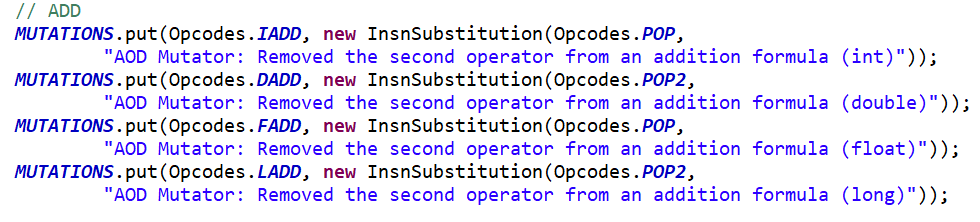 // ADD
MUTATIONS.put(Opcodes.IADD, new InsnSubstitution(Opcodes.POP,
"AOD Mutator: Removed the second operator from an addition formula (int)"));
MUTATIONS.put(Opcodes.DADD, new InsnSubstitution(Opcodes.POP2,
"AOD Mutator: Removed the second operator from an addition formula (double)"));
MUTATIONS.put(Opcodes.FADD, new InsnSubstitution(Opcodes.POP,
"AOD Mutator: Removed the second operator from an addition formula (float)"));
MUTATIONS.put(Opcodes.LADD, new InsnSubstitution(Opcodes.POP2,
"AOD Mutator: Removed the second operator from an addition formula (long)"));